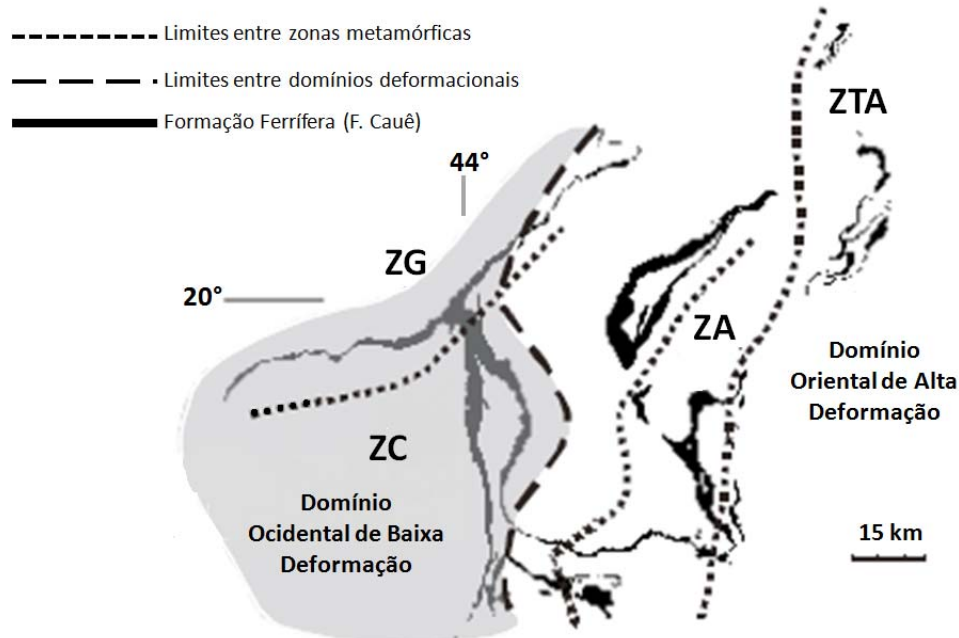 Limites entre zonas metamórficas
Limites entre domínios deformacionais
Formação Ferrífera (F. Cauê)
ZTA
44°
ZG
20°
ZA
Domínio
Oriental de Alta
Deformação
ZC
Domínio
Ocidental de Baixa
Deformação
15 km